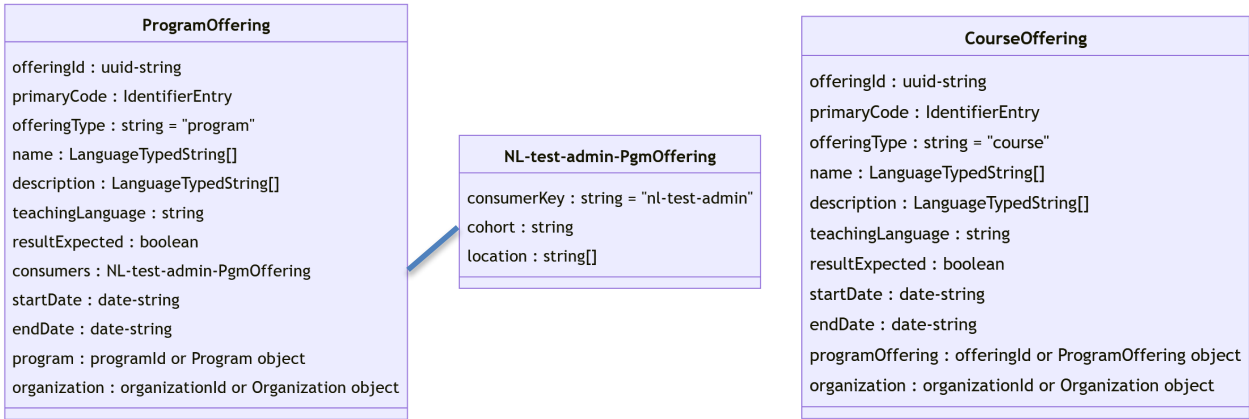 ProgramOffering
offeringId : uuid-string
primaryCode : IdentifierEntry
offeringType : string = "program"
name : LanguageTypedString[]
description : LanguageTypedString[]
teachingLanguage : string
resultExpected : boolean
consumers : NL-test-admin-PgmOffering
startDate : date-string
endDate : date-string
program : programId or Program object
organization : organizationId or Organization object
NL-test-admin-PgmOffering
consumerKey : string = "nl-test-admin"
cohort : string
location : string[]
CourseOffering
offeringId : uuid-string
primaryCode : IdentifierEntry
offeringType : string = "course"
name : LanguageTypedString[]
description : LanguageTypedString[]
teachingLanguage : string
resultExpected : boolean
startDate : date-string
endDate : date-string
programOffering : offeringId or ProgramOffering object
organization : organizationId or Organization object